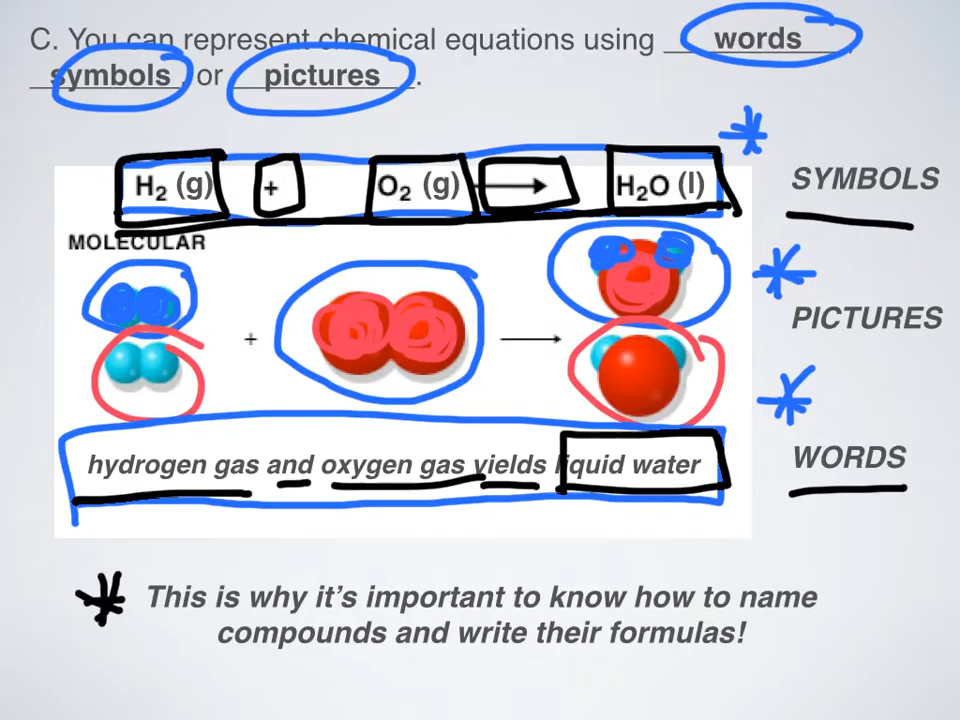 C. You can represent chemical equations using words,
symbols, or pictures.
H₂ (g) + O₂ (g) → H₂O (l)
SYMBOLS
MOLECULAR
+ →
PICTURES
hydrogen gas and oxygen gas yields liquid water
WORDS
* This is why it's important to know how to name
compounds and write their formulas!